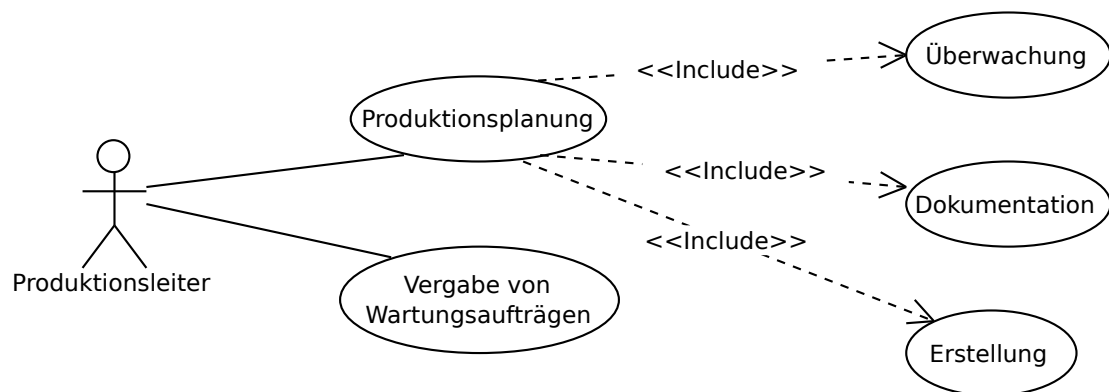 Überwachung
<<Include>>
Produktionsplanung
<<Include>>
Dokumentation
<<Include>>
Produktionsleiter
Vergabe von
Wartungsaufträgen
Erstellung